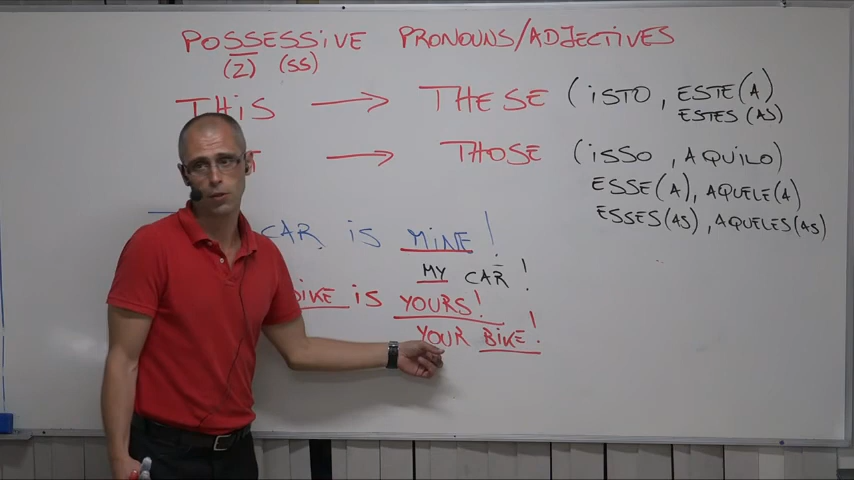 POSSESSIVE PRONOUNS/ADJECTIVES
(Z) (SS)
THiS → THESE (iSTO, ESTE(A)
ESTES (AS)
→ THOSE (iSSO, AQUiLO)
ESSE(A), AQUELE(A)
ESSES(AS), AQUELES(AS)
CAR iS MiNE!
MY CAR!
BiKE iS YOURS!
YOUR BiKE!